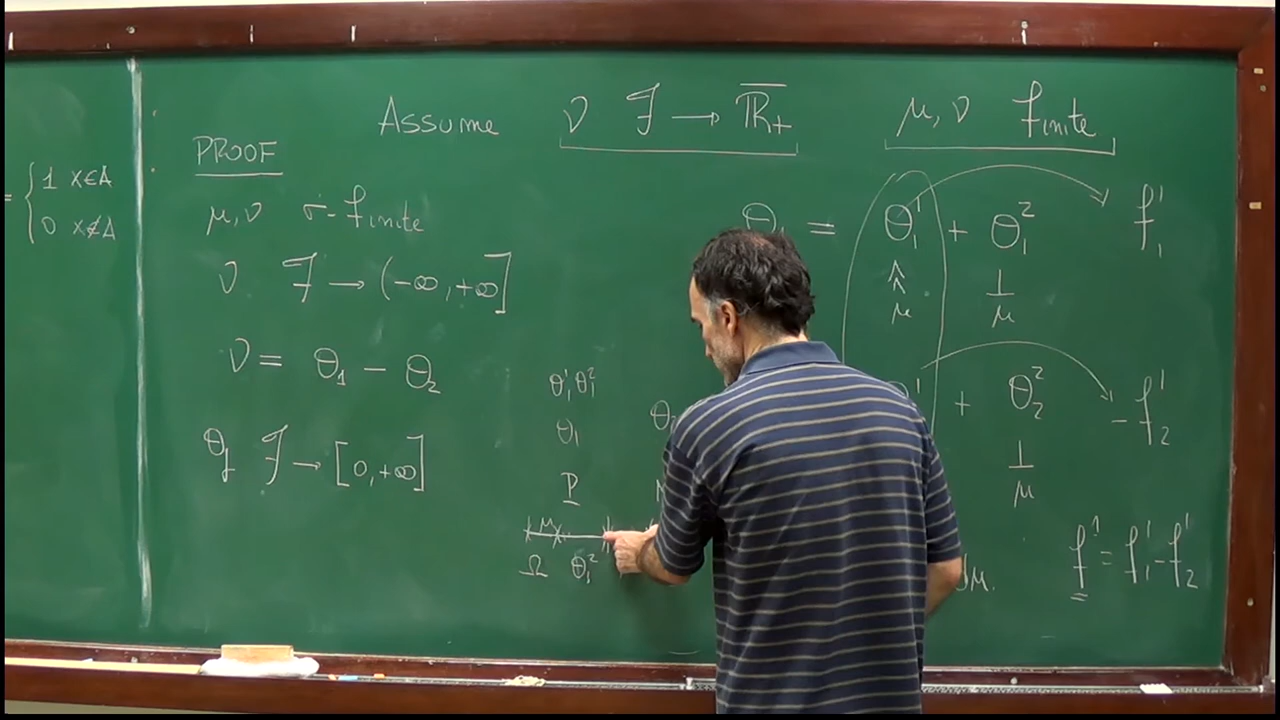 = { 1 x∈A
0 x∉A
PROOF
μ, ν σ-finite
ν ℱ → (-∞, +∞]
ν = θ₁ - θ₂
θⱼ ℱ → [0, +∞]
Assume ν ℱ → ℝ̅₊ μ, ν finite
θ₁ = θ₁¹ + θ₁² f₁¹
≪ ⊥
μ μ
+ θ₂² - f₂¹
⊥
μ
θ₁¹ θ₁²
θ₁
P
μ
Ω θ₁²
dμ. f¹ = f₁¹ - f₂¹